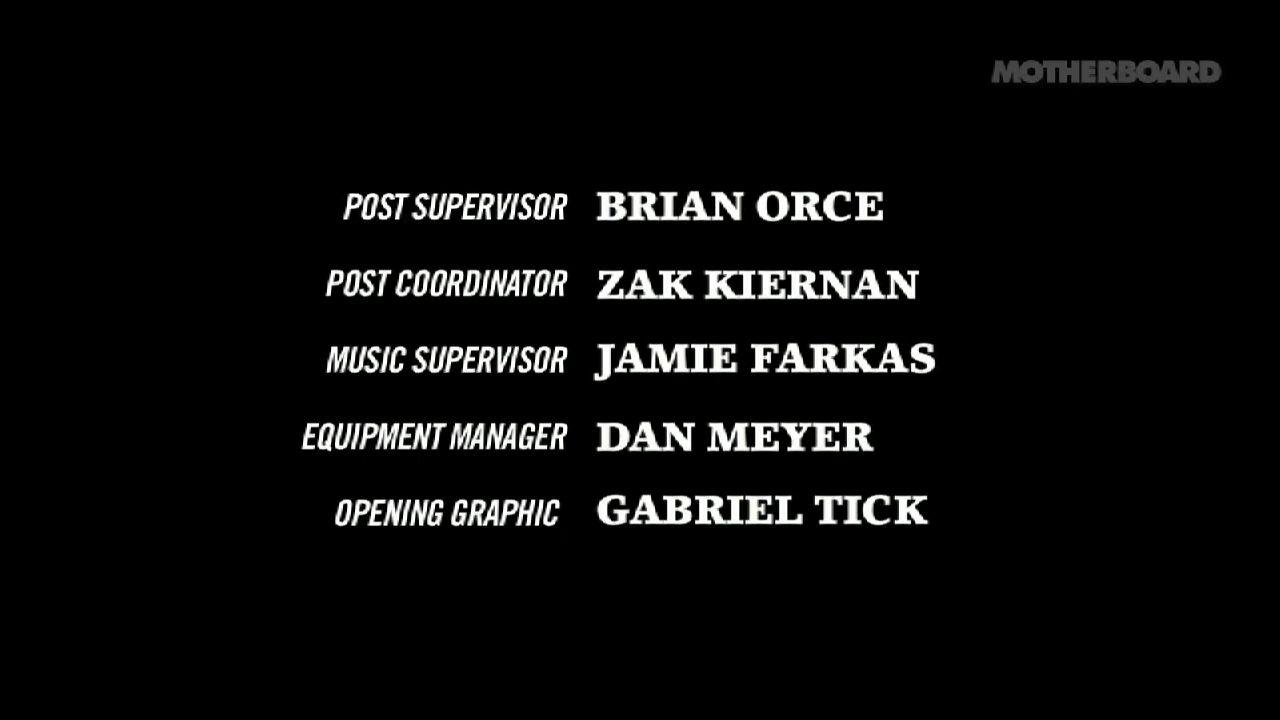 MOTHERBOARD
POST SUPERVISOR BRIAN ORCE
POST COORDINATOR ZAK KIERNAN
MUSIC SUPERVISOR JAMIE FARKAS
EQUIPMENT MANAGER DAN MEYER
OPENING GRAPHIC GABRIEL TICK